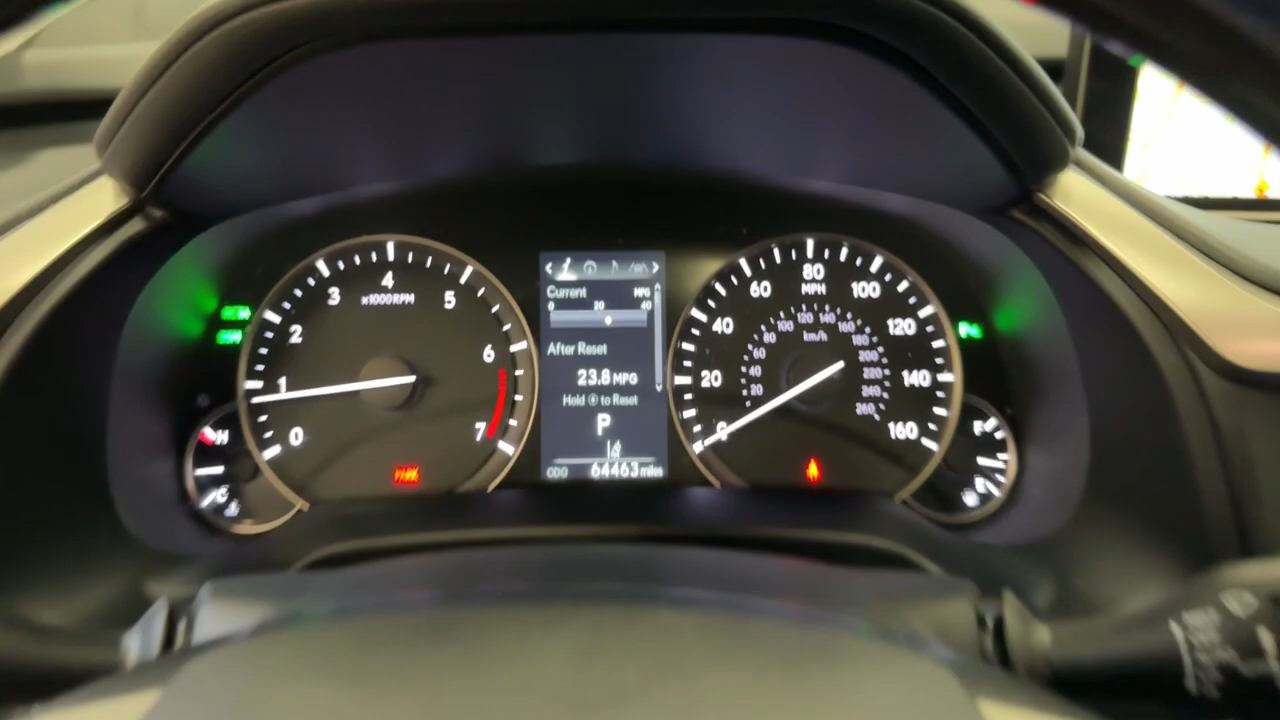 0
1
2
3
4
5
6
7
x1000RPM
PARK
H
C
Current MPG
0 20 40
After Reset
23.8 MPG
Hold to Reset
P
ODO 64463 miles
0
20
40
60
80
100
120
140
160
MPH
20
40
60
80
100
120
140
160
180
200
220
240
260
km/h
F
E